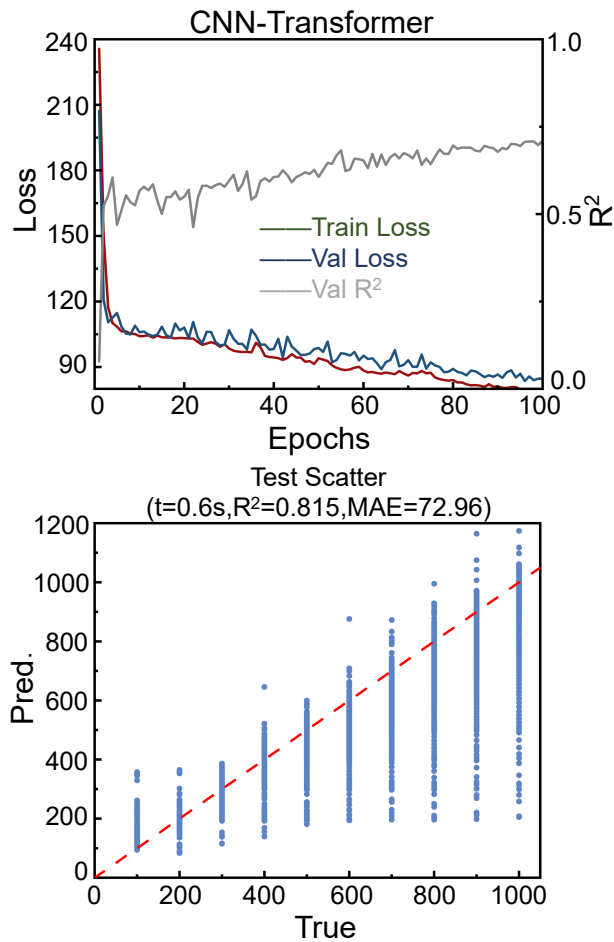 CNN-Transformer
240
210
180
150
120
90
Loss
1.0
0.5
0.0
R²
Train Loss
Val Loss
Val R²
0 20 40 60 80 100
Epochs
Test Scatter
(t=0.6s,R²=0.815,MAE=72.96)
1200
1000
800
600
400
200
0
Pred.
0 200 400 600 800 1000
True